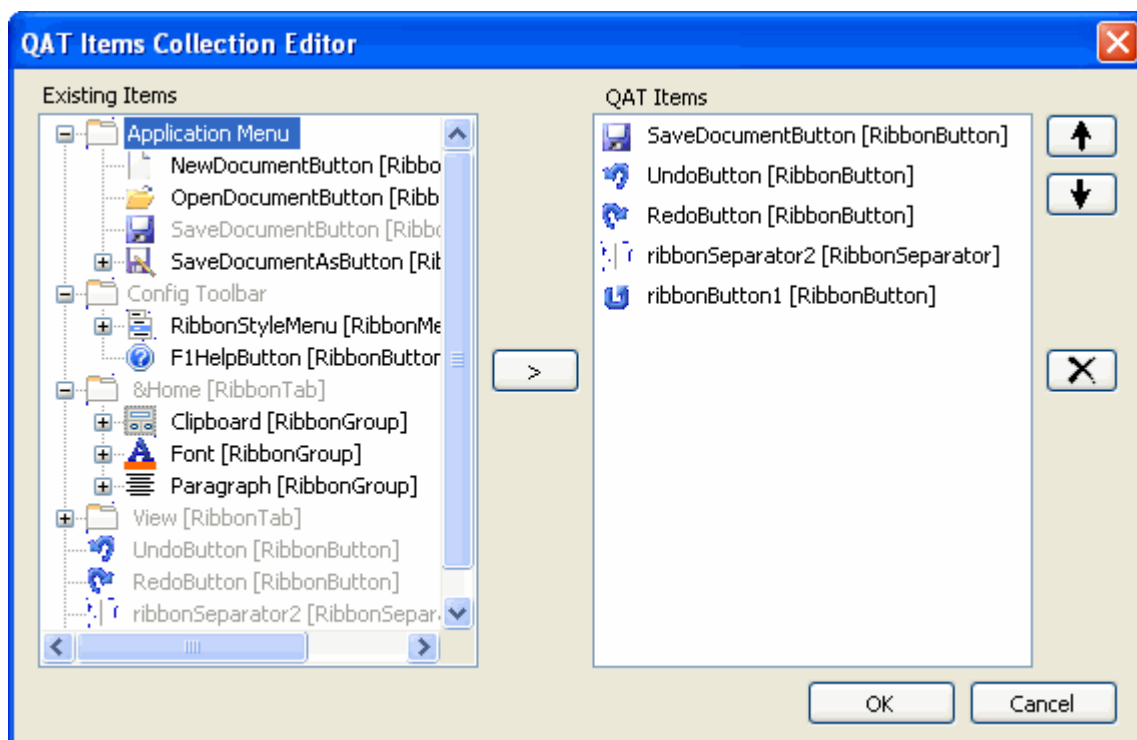 QAT Items Collection Editor
Existing Items
Application Menu
NewDocumentButton [Ribbo
OpenDocumentButton [Ribb
SaveDocumentButton [Ribbo
SaveDocumentAsButton [Rib
Config Toolbar
RibbonStyleMenu [RibbonMe
F1HelpButton [RibbonButton
&Home [RibbonTab]
Clipboard [RibbonGroup]
Font [RibbonGroup]
Paragraph [RibbonGroup]
View [RibbonTab]
UndoButton [RibbonButton]
RedoButton [RibbonButton]
ribbonSeparator2 [RibbonSepar
>
QAT Items
SaveDocumentButton [RibbonButton]
UndoButton [RibbonButton]
RedoButton [RibbonButton]
ribbonSeparator2 [RibbonSeparator]
ribbonButton1 [RibbonButton]
OK
Cancel